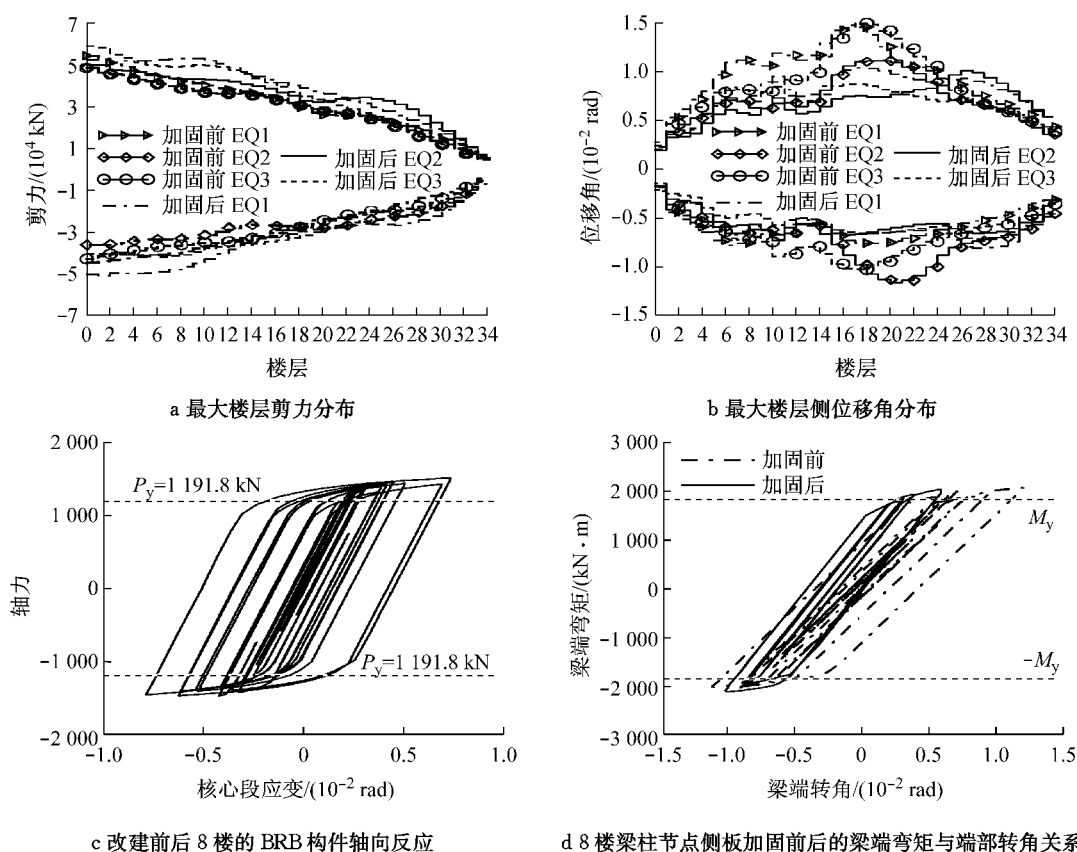 7
5
3
1
-1
-3
-5
-7
剪力/(10⁴ kN)
加固前 EQ1
加固前 EQ2
加固前 EQ3
加固后 EQ1
加固后 EQ2
加固后 EQ3
0 2 4 6 8 10 12 14 16 18 20 22 24 26 28 30 32 34
楼层
a 最大楼层剪力分布
1.5
1.0
0.5
0
-0.5
-1.0
-1.5
位移角/(10⁻² rad)
加固前 EQ1
加固前 EQ2
加固前 EQ3
加固后 EQ2
加固后 EQ3
加固后 EQ1
0 2 4 6 8 10 12 14 16 18 20 22 24 26 28 30 32 34
楼层
b 最大楼层侧位移角分布
2 000
1 000
0
-1 000
-2 000
轴力
P_y=1 191.8 kN
P_y=1 191.8 kN
-1.0 -0.5 0 0.5 1.0
核心段应变/(10⁻² rad)
c 改建前后 8 楼的 BRB 构件轴向反应
3 000
2 000
1 000
0
-1 000
-2 000
-3 000
梁端弯矩/(kN·m)
加固前
加固后
M_y
-M_y
-1.5 -1.0 -0.5 0 0.5 1.0 1.5
梁端转角/(10⁻² rad)
d 8 楼梁柱节点侧板加固前后的梁端弯矩与端部转角关系